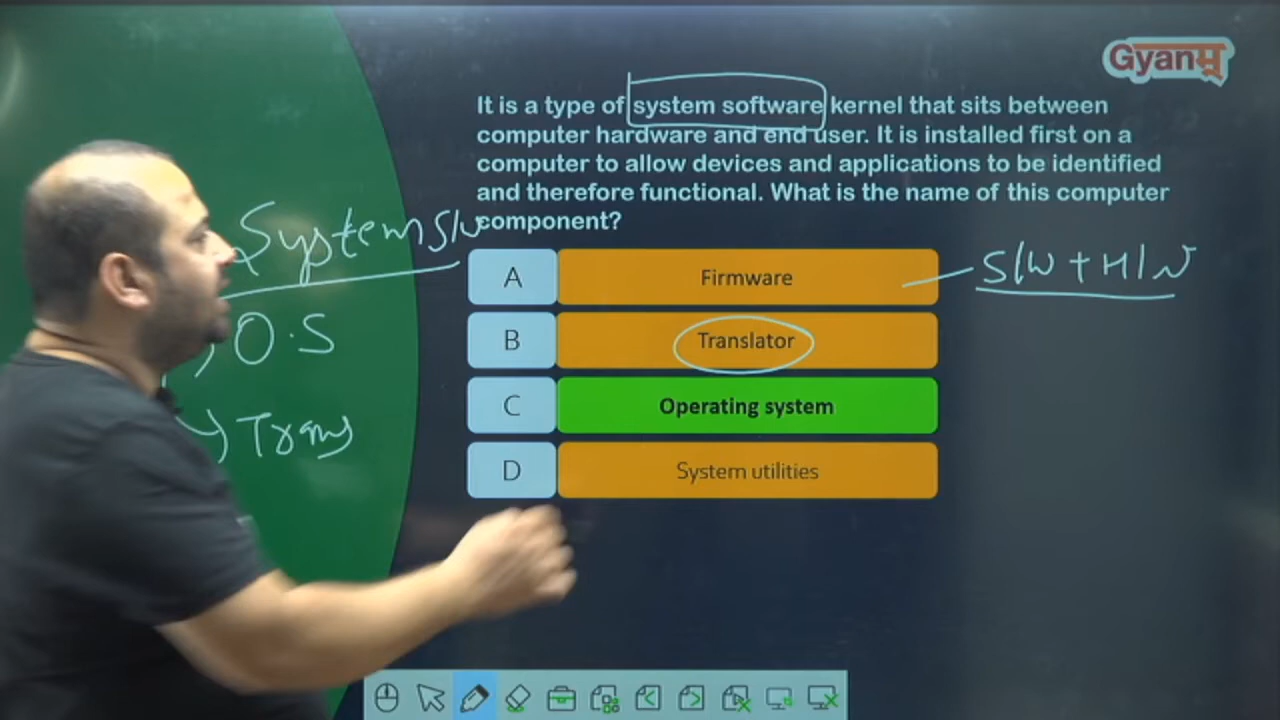 Gyanगुरु
It is a type of system software kernel that sits between
computer hardware and end user. It is installed first on a
computer to allow devices and applications to be identified
and therefore functional. What is the name of this computer
component?
System S/W
O.S
Trans
A Firmware
S/W + H/W
B Translator
C Operating system
D System utilities